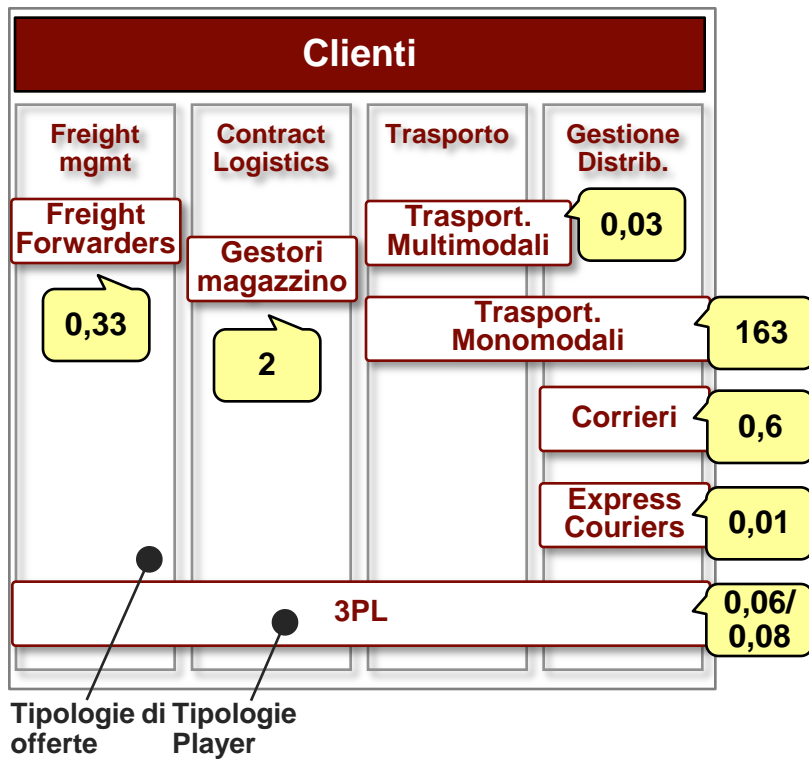 Clienti
Freight
mgmt
Contract
Logistics
Trasporto
Gestione
Distrib.
Freight
Forwarders
Gestori
magazzino
Trasport.
Multimodali
0,03
0,33
2
Trasport.
Monomodali
163
Corrieri
0,6
Express
Couriers
0,01
3PL
0,06/
0,08
Tipologie di
offerte
Tipologie
Player